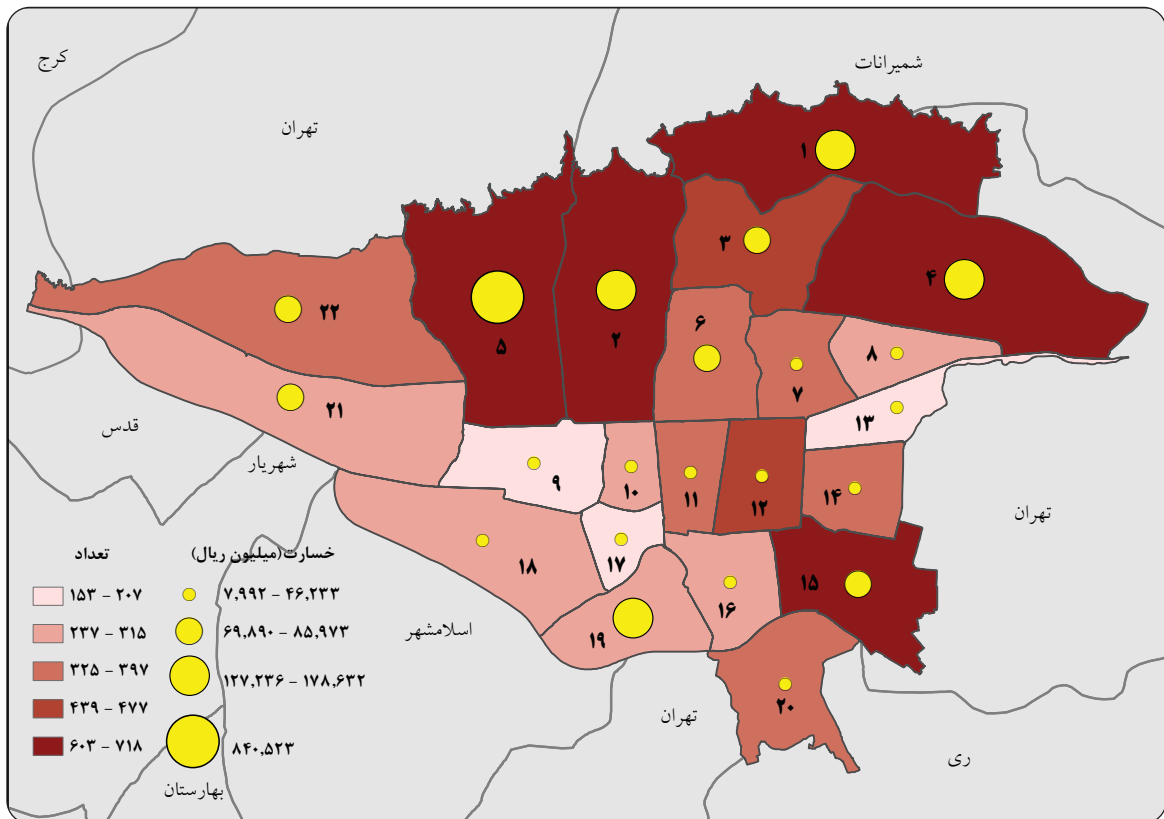 کرج
شمیرانات
تهران
۱
۳
۴
۲۲
۶
۵
۲
۸
۷
۲۱
۱۳
قدس
شهریار
۹
۱۰
۱۱
۱۲
۱۴
تهران
۱۸
۱۷
۱۵
۱۶
۱۹
اسلامشهر
۲۰
تهران
ری
تعداد
۱۵۳ - ۲۰۷
۲۳۷ - ۳۱۵
۳۲۵ - ۳۹۷
۴۳۹ - ۴۷۷
۶۰۳ - ۷۱۸
خسارت(میلیون ریال)
۷,۹۹۲ - ۴۶,۲۳۳
۶۹,۸۹۰ - ۸۵,۹۷۳
۱۲۷,۲۳۶ - ۱۷۸,۶۳۲
۸۴۰,۵۲۳
بهارستان